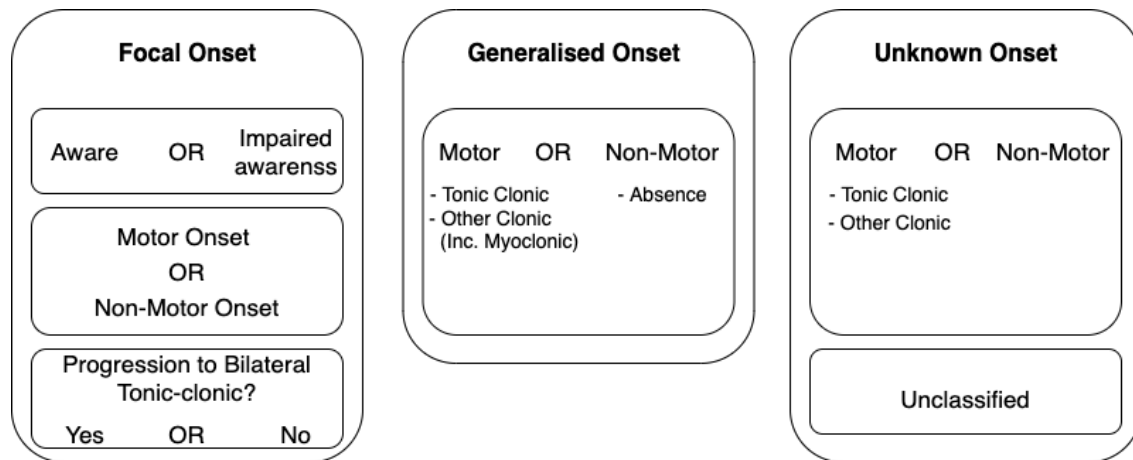 Focal Onset
Aware OR Impaired awarenss
Motor Onset
OR
Non-Motor Onset
Progression to Bilateral
Tonic-clonic?
Yes OR No
Generalised Onset
Motor OR Non-Motor
- Tonic Clonic - Absence
- Other Clonic
(Inc. Myoclonic)
Unknown Onset
Motor OR Non-Motor
- Tonic Clonic
- Other Clonic
Unclassified